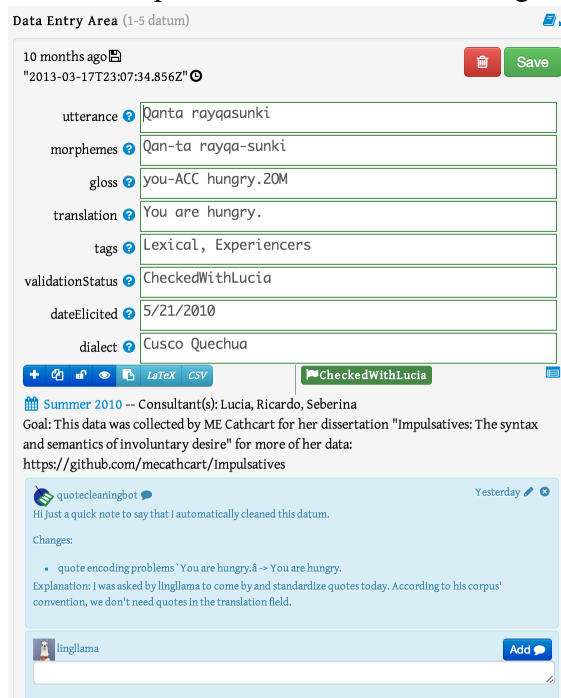 Data Entry Area (1-5 datum)
10 months ago
"2013-03-17T23:07:34.856Z"
Save
utterance Qanta rayqasunki
morphemes Qan-ta rayqa-sunki
gloss you-ACC hungry.2OM
translation You are hungry.
tags Lexical, Experiencers
validationStatus CheckedWithLucia
dateElicited 5/21/2010
dialect Cusco Quechua
LaTeX CSV CheckedWithLucia
Summer 2010 -- Consultant(s): Lucia, Ricardo, Seberina
Goal: This data was collected by ME Cathcart for her dissertation "Impulsatives: The syntax
and semantics of involuntary desire" for more of her data:
https://github.com/mecathcart/Impulsatives
quotecleaningbot Yesterday
Hi Just a quick note to say that I automatically cleaned this datum.
Changes:
quote encoding problems `You are hungry.â -> You are hungry.
Explanation: I was asked by lingllama to come by and standardize quotes today. According to his corpus'
convention, we don't need quotes in the translation field.
lingllama Add